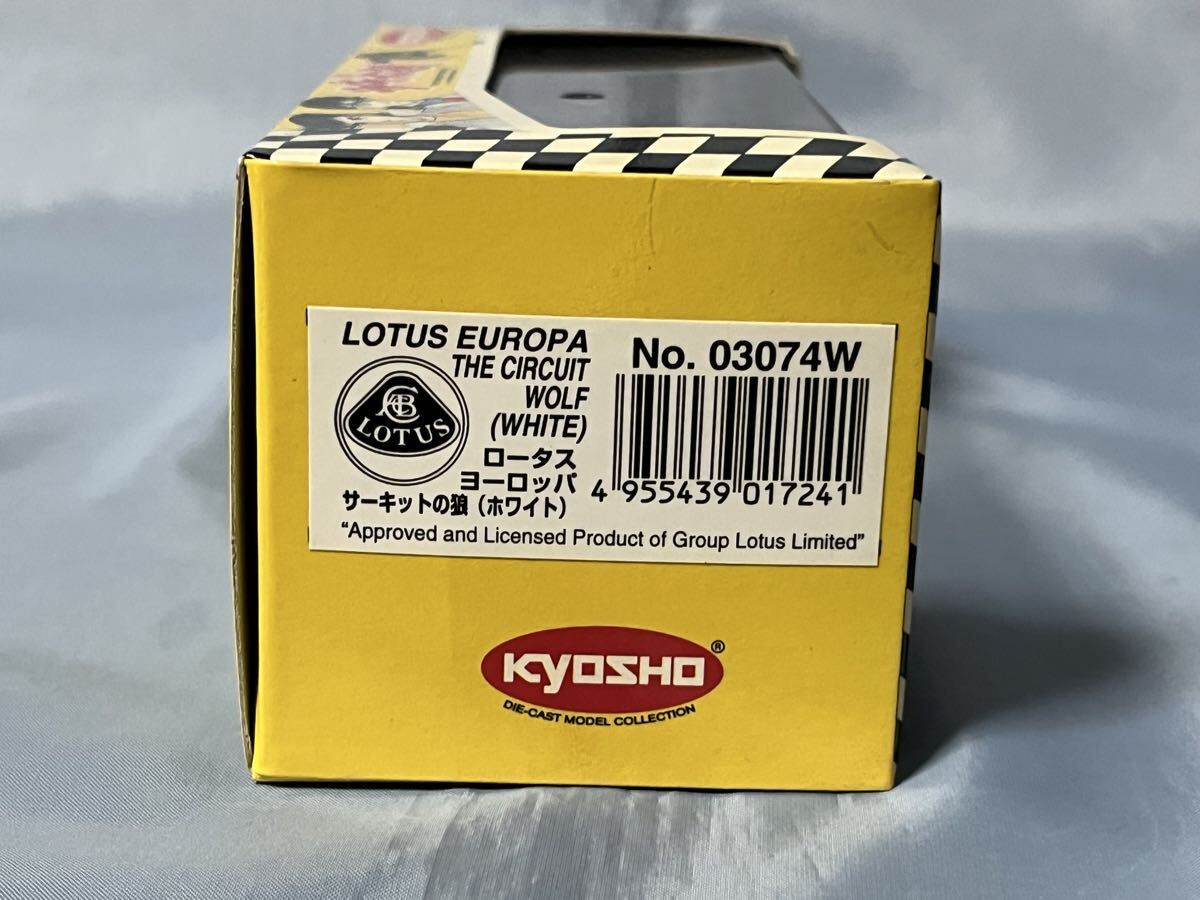 LOTUS EUROPA
THE CIRCUIT
WOLF
(WHITE)
ロータス
ヨーロッパ
サーキットの狼（ホワイト）
ACBC
LOTUS
No. 03074W
4 955439 017241
“Approved and Licensed Product of Group Lotus Limited”
KYOSHO®
DIE-CAST MODEL COLLECTION